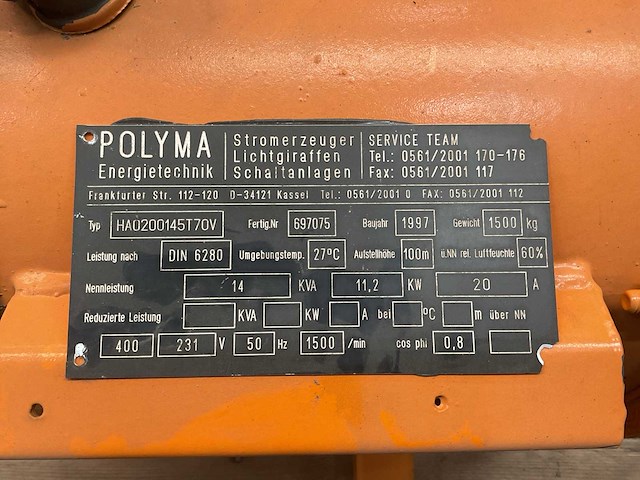 POLYMA Stromerzeuger SERVICE TEAM
Energietechnik Lichtgiraffen Tel.: 0561/2001 170-176
Schaltanlagen Fax: 0561/2001 117
Frankfurter Str. 112-120 D-34121 Kassel Tel.: 0561/2001 0 FAX: 0561/2001 112
Typ HA0200145T70V Fertig.Nr 697075 Baujahr 1997 Gewicht 1500 kg
Leistung nach DIN 6280 Umgebungstemp. 27°C Aufstellhöhe 100m ü.NN rel. Luftfeuchte 60%
Nennleistung 14 KVA 11,2 KW 20 A
Reduzierte Leistung KVA KW A bei °C m über NN
400 231 V 50 Hz 1500 /min cos phi 0,8